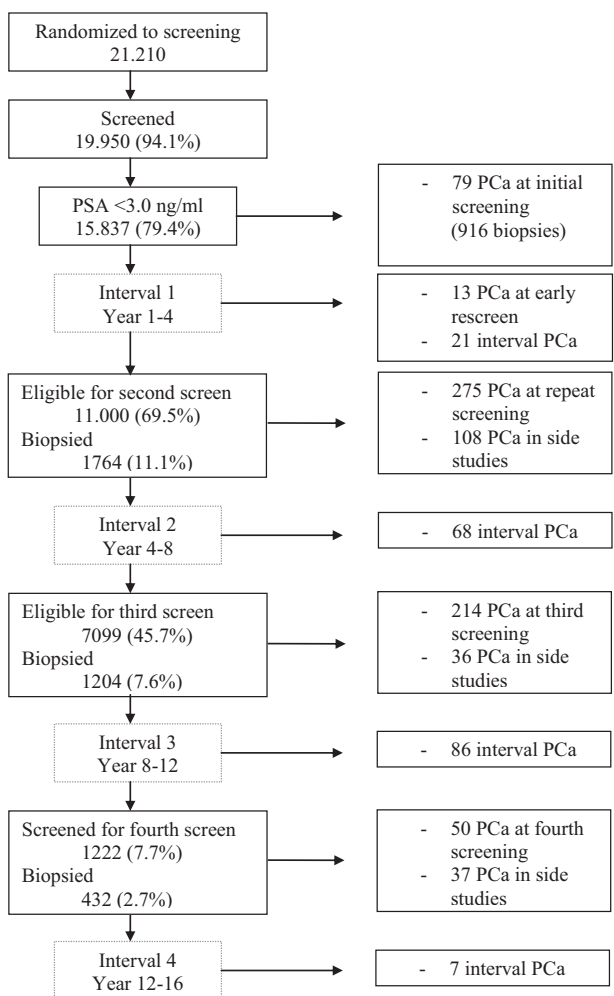 Randomized to screening
21.210
Screened
19.950 (94.1%)
PSA <3.0 ng/ml
15.837 (79.4%)
- 79 PCa at initial
screening
(916 biopsies)
Interval 1
Year 1-4
- 13 PCa at early
rescreen
- 21 interval PCa
Eligible for second screen
11.000 (69.5%)
Biopsied
1764 (11.1%)
- 275 PCa at repeat
screening
- 108 PCa in side
studies
Interval 2
Year 4-8
- 68 interval PCa
Eligible for third screen
7099 (45.7%)
Biopsied
1204 (7.6%)
- 214 PCa at third
screening
- 36 PCa in side
studies
Interval 3
Year 8-12
- 86 interval PCa
Screened for fourth screen
1222 (7.7%)
Biopsied
432 (2.7%)
- 50 PCa at fourth
screening
- 37 PCa in side
studies
Interval 4
Year 12-16
- 7 interval PCa